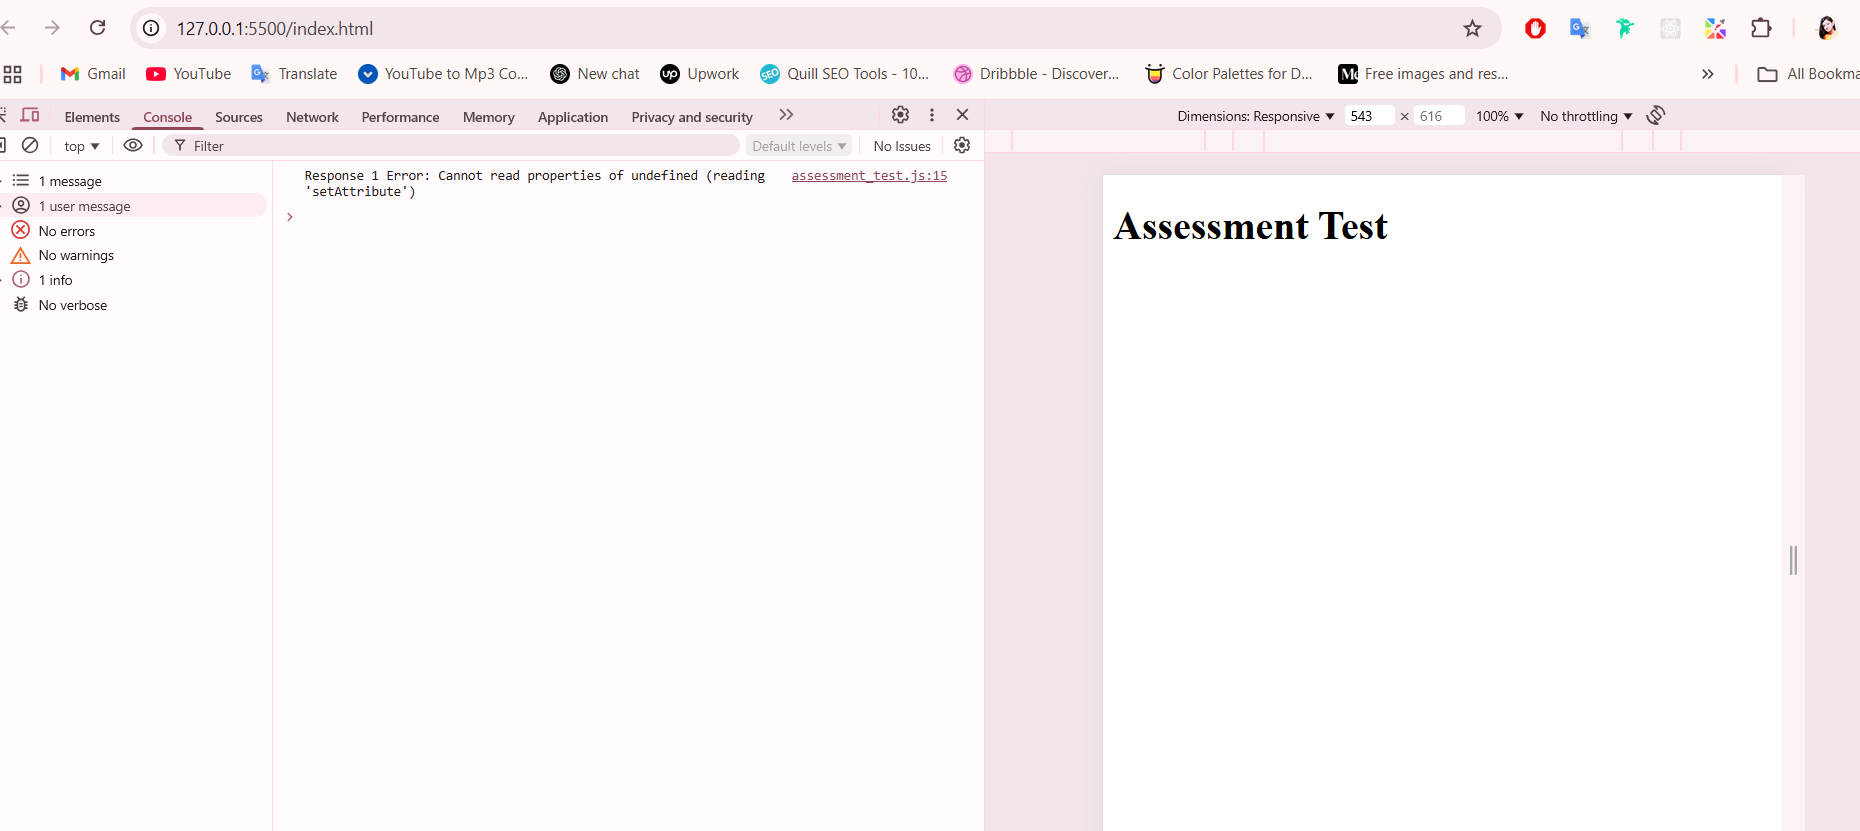 127.0.0.1:5500/index.html
Gmail YouTube Translate YouTube to Mp3 Co... New chat Upwork Quill SEO Tools - 10... Dribbble - Discover... Color Palettes for D... Free images and res... All Bookma
Elements Console Sources Network Performance Memory Application Privacy and security
Dimensions: Responsive 543 × 616 100% No throttling
top Filter Default levels No Issues
1 message
1 user message
No errors
No warnings
1 info
No verbose
Response 1 Error: Cannot read properties of undefined (reading assessment_test.js:15
'setAttribute')
Assessment Test